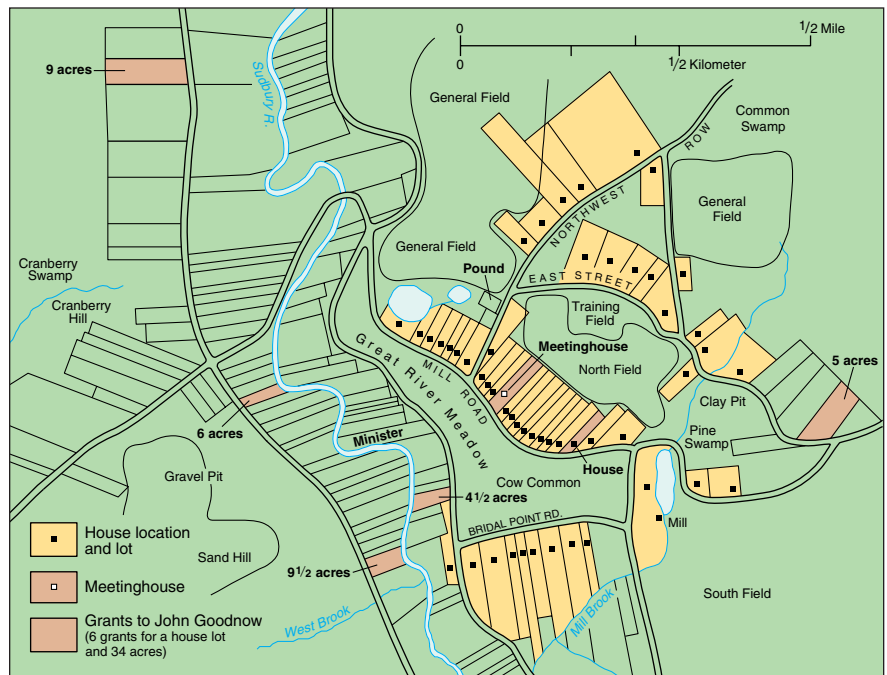 0
1/2 Mile
0
1/2 Kilometer
9 acres
Sudbury R.
General Field
Common
Swamp
NORTHWEST ROW
General
Field
Cranberry
Swamp
General Field
Pound
EAST STREET
Cranberry
Hill
Training
Field
Meetinghouse
Great River Meadow
MILL ROAD
North Field
5 acres
Clay Pit
6 acres
Minister
Pine
Swamp
House
Gravel Pit
Cow Common
4 1/2 acres
BRIDAL POINT RD.
Mill
House location
and lot
Sand Hill
9 1/2 acres
Meetinghouse
South Field
West Brook
Mill Brook
Grants to John Goodnow
(6 grants for a house lot
and 34 acres)